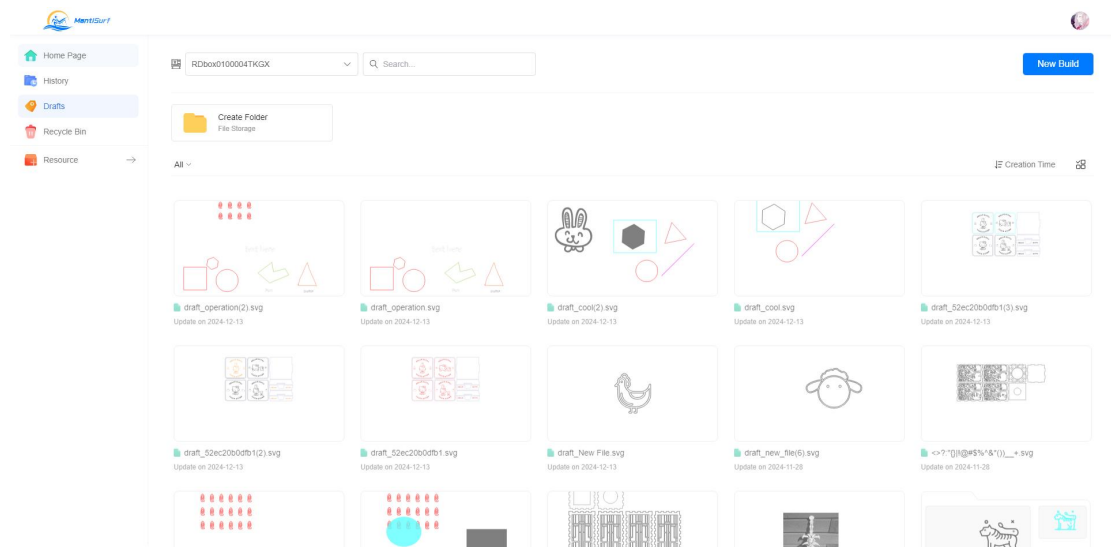 MantiSurf
Home Page
History
Drafts
Recycle Bin
Resource
RDbox0100004TKGX
Search...
New Build
Create Folder
File Storage
All
Creation Time
draft_operation(2).svg
Update on 2024-12-13
draft_operation.svg
Update on 2024-12-13
draft_cool(2).svg
Update on 2024-12-13
draft_cool.svg
Update on 2024-12-13
draft_52ec20b0dfb1(3).svg
Update on 2024-12-13
draft_52ec20b0dfb1(2).svg
Update on 2024-12-13
draft_52ec20b0dfb1.svg
Update on 2024-12-13
draft_New File.svg
Update on 2024-12-13
draft_new_file(6).svg
Update on 2024-11-28
<>?:"{}|!@#$%^&*())__+.svg
Update on 2024-11-28